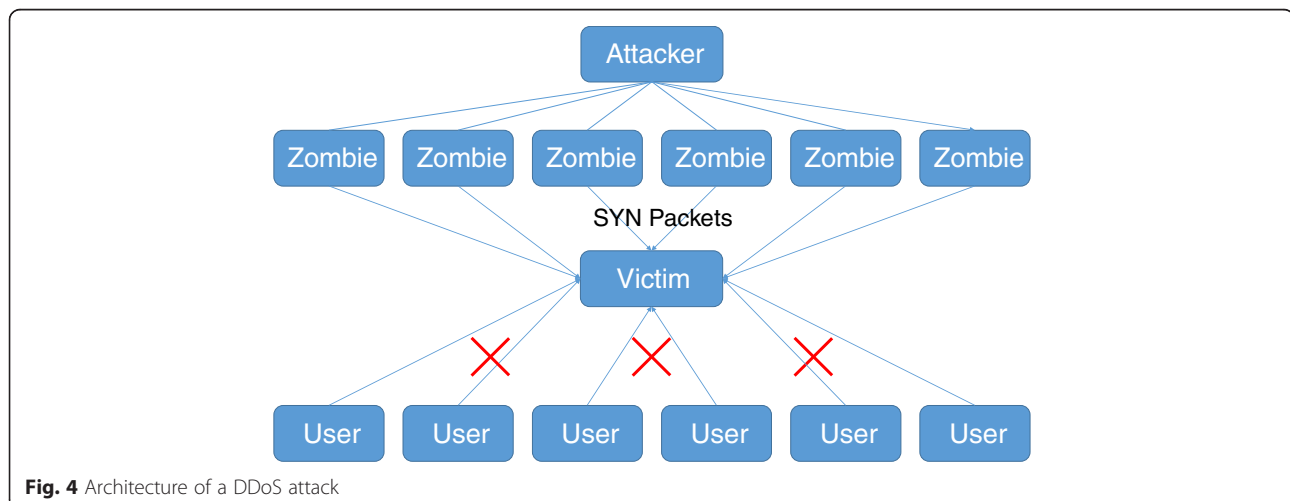 Attacker
Zombie Zombie Zombie Zombie Zombie Zombie
SYN Packets
Victim
User User User User User User
Fig. 4 Architecture of a DDoS attack